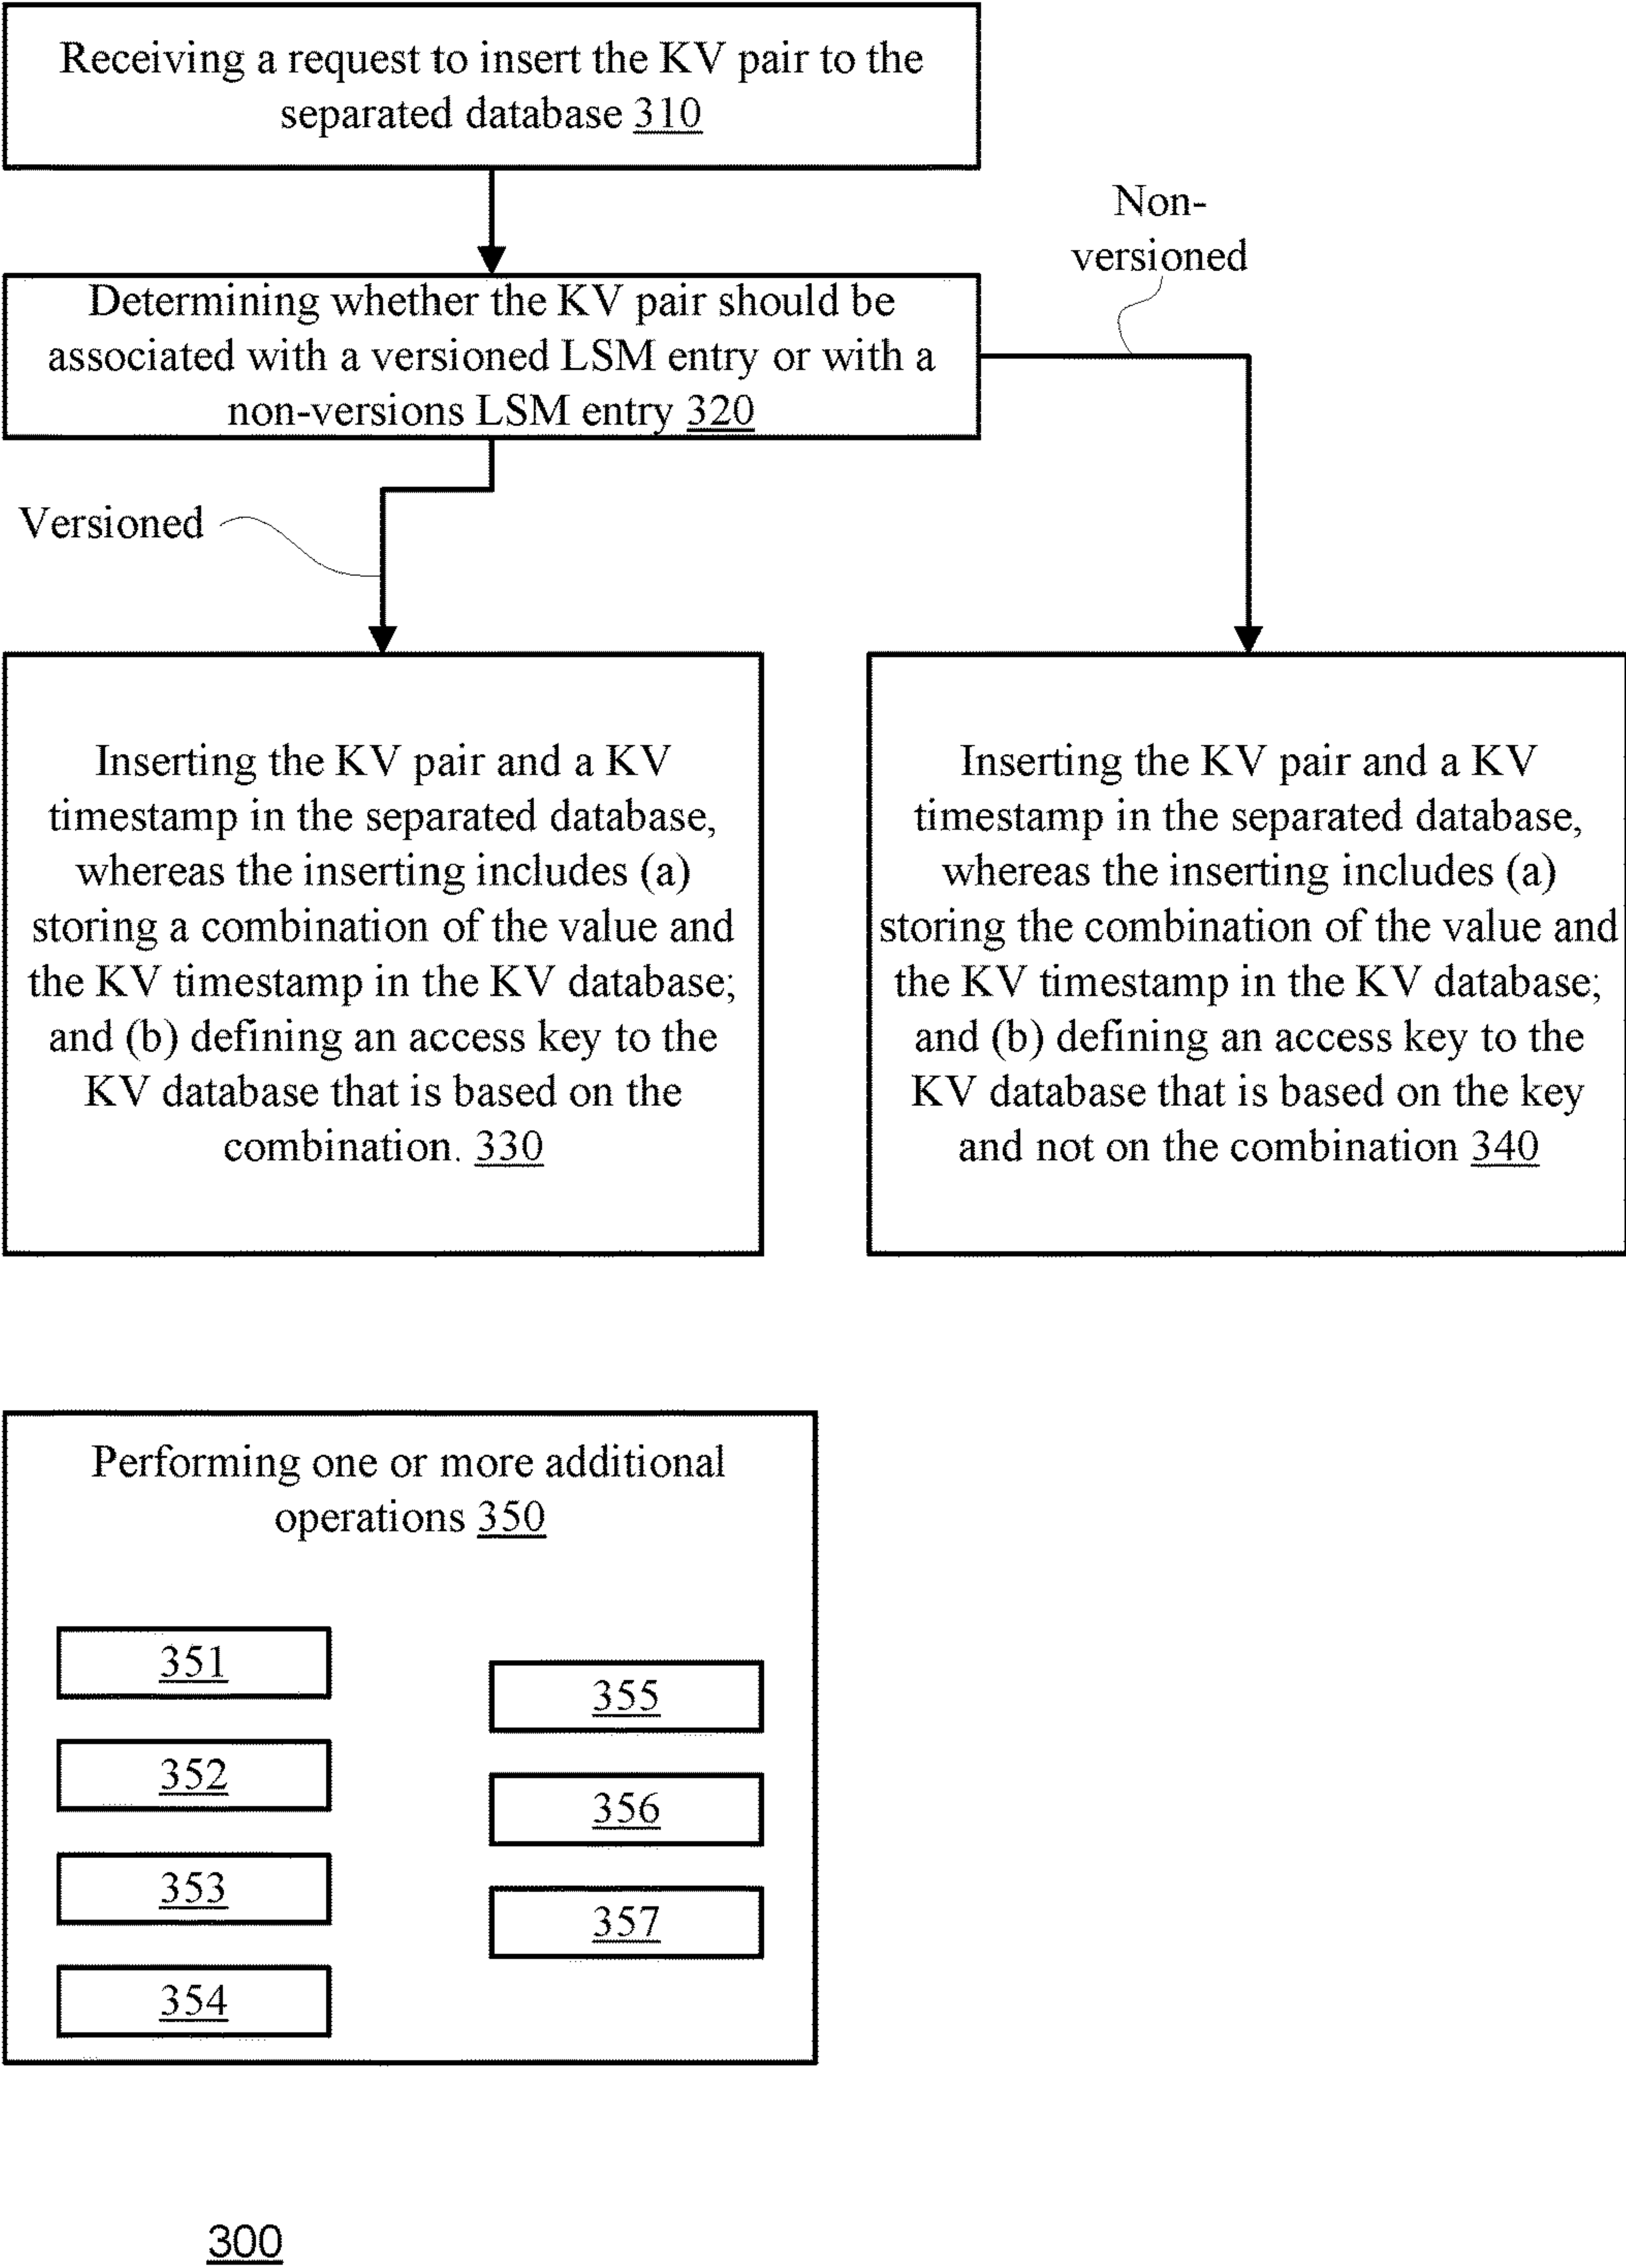 Receiving a request to insert the KV pair to the
separated database 310
Non-
versioned
Determining whether the KV pair should be
associated with a versioned LSM entry or with a
non-versions LSM entry 320
Versioned
Inserting the KV pair and a KV
timestamp in the separated database,
whereas the inserting includes (a)
storing a combination of the value and
the KV timestamp in the KV database;
and (b) defining an access key to the
KV database that is based on the
combination. 330
Inserting the KV pair and a KV
timestamp in the separated database,
whereas the inserting includes (a)
storing the combination of the value and
the KV timestamp in the KV database;
and (b) defining an access key to the
KV database that is based on the key
and not on the combination 340
Performing one or more additional
operations 350
351
352
353
354
355
356
357
300